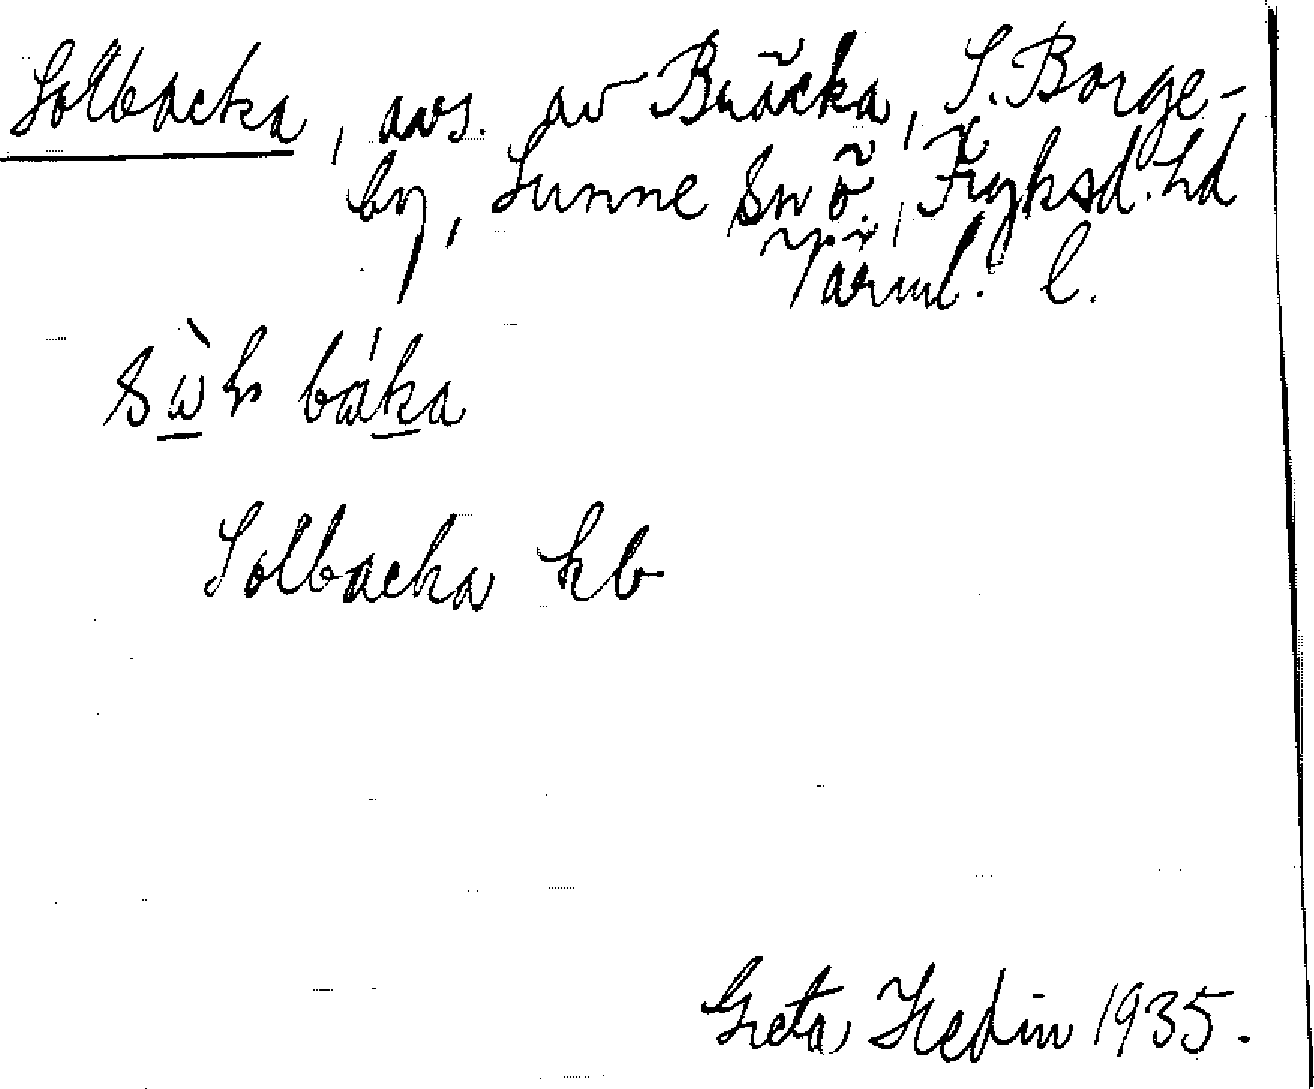 Solbacka, avs. av Bräcka, S. Borge-
by, Sunne sn ö., Fryksd. hd
Värml. l.
Solbacka kb
Greta Hedin 1935.